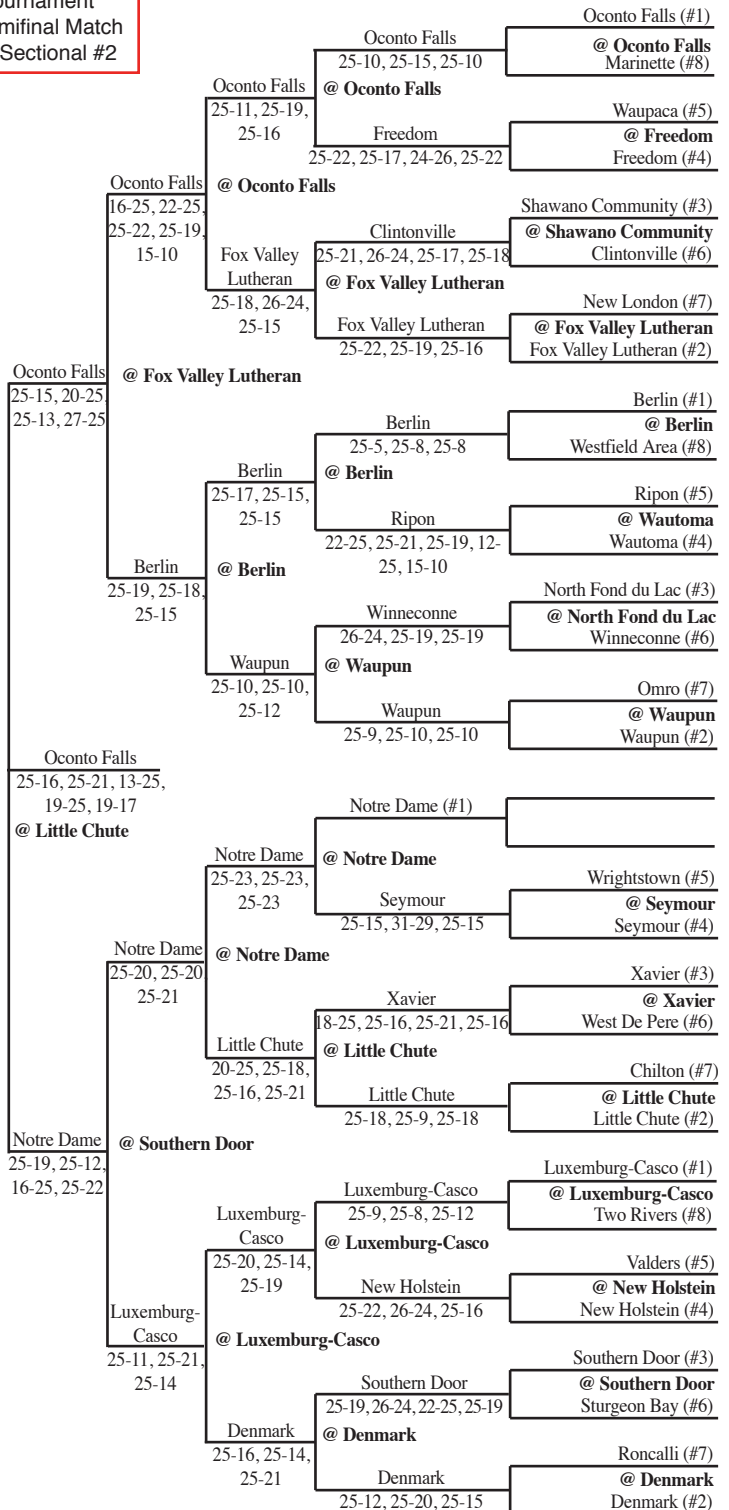 mifinal Match
Sectional #2
Oconto Falls (#1)
@ Oconto Falls
Marinette (#8)
Oconto Falls
25-10, 25-15, 25-10
@ Oconto Falls
Waupaca (#5)
@ Freedom
Freedom (#4)
Freedom
25-22, 25-17, 24-26, 25-22
Oconto Falls
25-11, 25-19,
25-16
@ Oconto Falls
Shawano Community (#3)
@ Shawano Community
Clintonville (#6)
Clintonville
25-21, 26-24, 25-17, 25-18
@ Fox Valley Lutheran
New London (#7)
@ Fox Valley Lutheran
Fox Valley Lutheran (#2)
Fox Valley Lutheran
25-22, 25-19, 25-16
Fox Valley
Lutheran
25-18, 26-24,
25-15
Oconto Falls
16-25, 22-25,
25-22, 25-19,
15-10
@ Fox Valley Lutheran
Oconto Falls
25-15, 20-25,
25-13, 27-25
Berlin (#1)
@ Berlin
Westfield Area (#8)
Berlin
25-5, 25-8, 25-8
@ Berlin
Ripon (#5)
@ Wautoma
Wautoma (#4)
Ripon
22-25, 25-21, 25-19, 12-
25, 15-10
Berlin
25-17, 25-15,
25-15
@ Berlin
Berlin
25-19, 25-18,
25-15
North Fond du Lac (#3)
@ North Fond du Lac
Winneconne (#6)
Winneconne
26-24, 25-19, 25-19
@ Waupun
Omro (#7)
@ Waupun
Waupun (#2)
Waupun
25-9, 25-10, 25-10
Waupun
25-10, 25-10,
25-12
Oconto Falls
25-16, 25-21, 13-25,
19-25, 19-17
@ Little Chute
Notre Dame (#1)
@ Notre Dame
Wrightstown (#5)
@ Seymour
Seymour (#4)
Seymour
25-15, 31-29, 25-15
Notre Dame
25-23, 25-23,
25-23
@ Notre Dame
Notre Dame
25-20, 25-20,
25-21
Xavier (#3)
@ Xavier
West De Pere (#6)
Xavier
18-25, 25-16, 25-21, 25-16
@ Little Chute
Chilton (#7)
@ Little Chute
Little Chute (#2)
Little Chute
25-18, 25-9, 25-18
Little Chute
20-25, 25-18,
25-16, 25-21
Notre Dame
25-19, 25-12,
16-25, 25-22
@ Southern Door
Luxemburg-Casco (#1)
@ Luxemburg-Casco
Two Rivers (#8)
Luxemburg-Casco
25-9, 25-8, 25-12
@ Luxemburg-Casco
Valders (#5)
@ New Holstein
New Holstein (#4)
New Holstein
25-22, 26-24, 25-16
Luxemburg-
Casco
25-20, 25-14,
25-19
@ Luxemburg-Casco
Luxemburg-
Casco
25-11, 25-21,
25-14
Southern Door (#3)
@ Southern Door
Sturgeon Bay (#6)
Southern Door
25-19, 26-24, 22-25, 25-19
@ Denmark
Roncalli (#7)
@ Denmark
Denmark (#2)
Denmark
25-12, 25-20, 25-15
Denmark
25-16, 25-14,
25-21